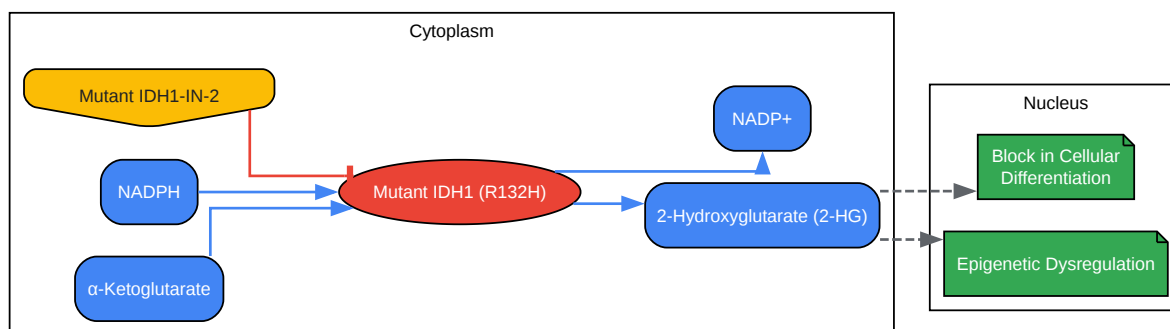 Cytoplasm
Mutant IDH1-IN-2
NADPH
α-Ketoglutarate
Mutant IDH1 (R132H)
NADP+
2-Hydroxyglutarate (2-HG)
Nucleus
Block in Cellular
Differentiation
Epigenetic Dysregulation